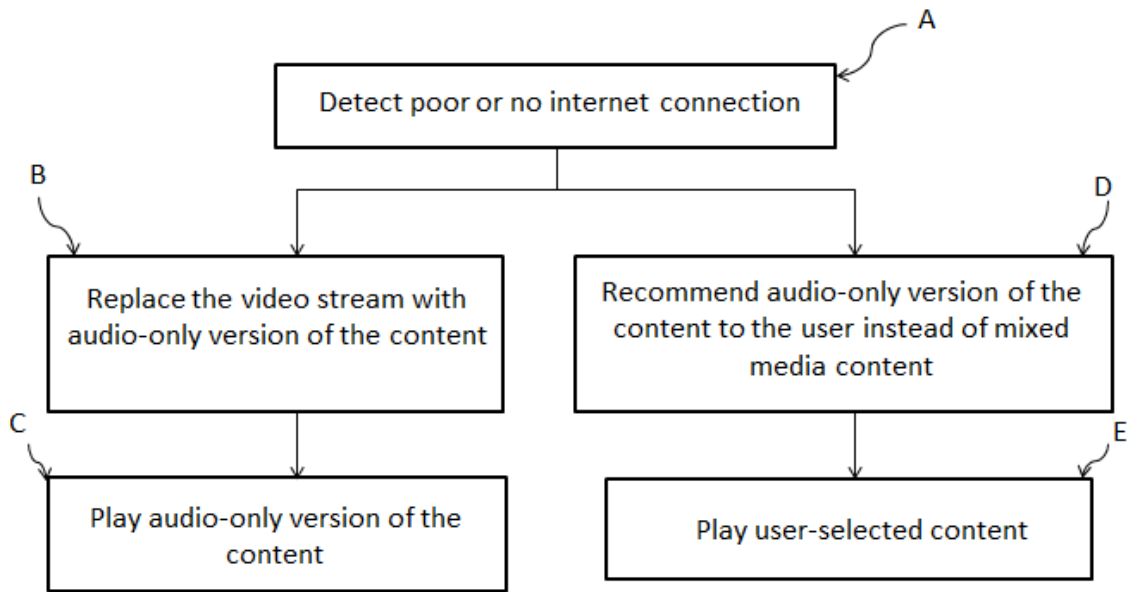 A
Detect poor or no internet connection
B
D
Replace the video stream with
audio-only version of the content
Recommend audio-only version of the
content to the user instead of mixed
media content
C
E
Play audio-only version of the
content
Play user-selected content